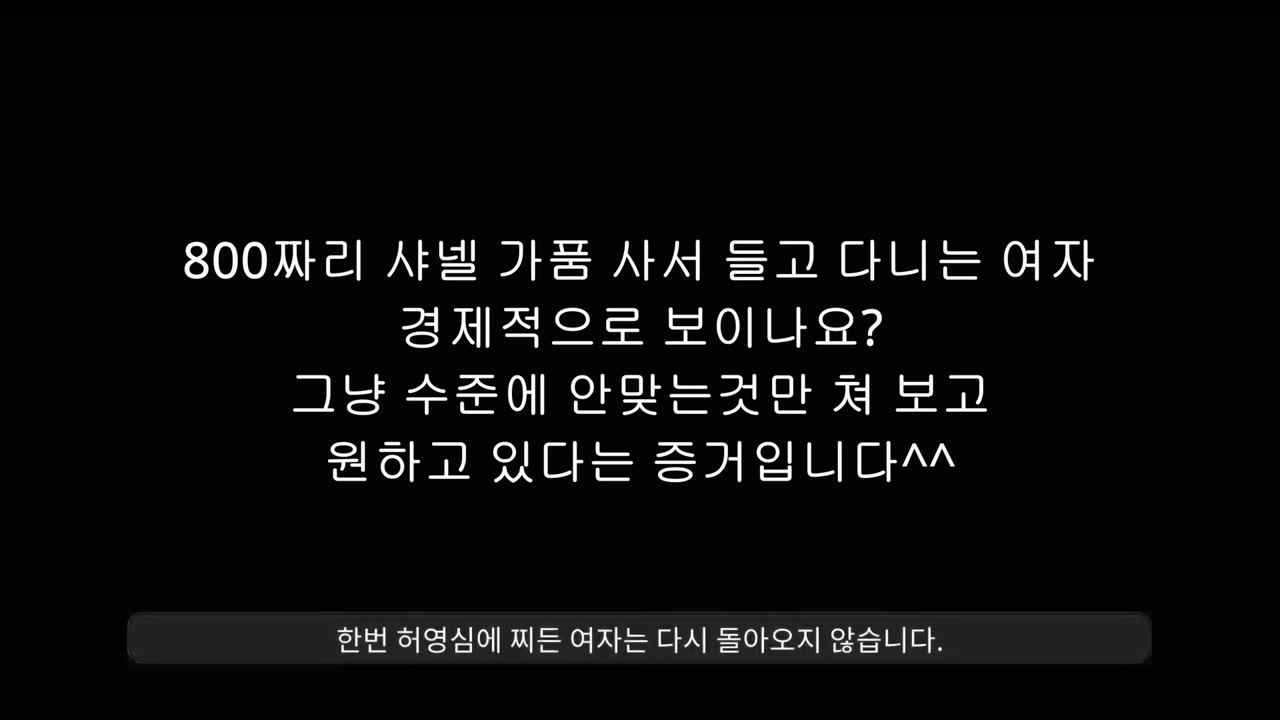 800짜리 샤넬 가품 사서 들고 다니는 여자
경제적으로 보이나요?
그냥 수준에 안맞는것만 쳐 보고
원하고 있다는 증거입니다^^
한번 허영심에 찌든 여자는 다시 돌아오지 않습니다.